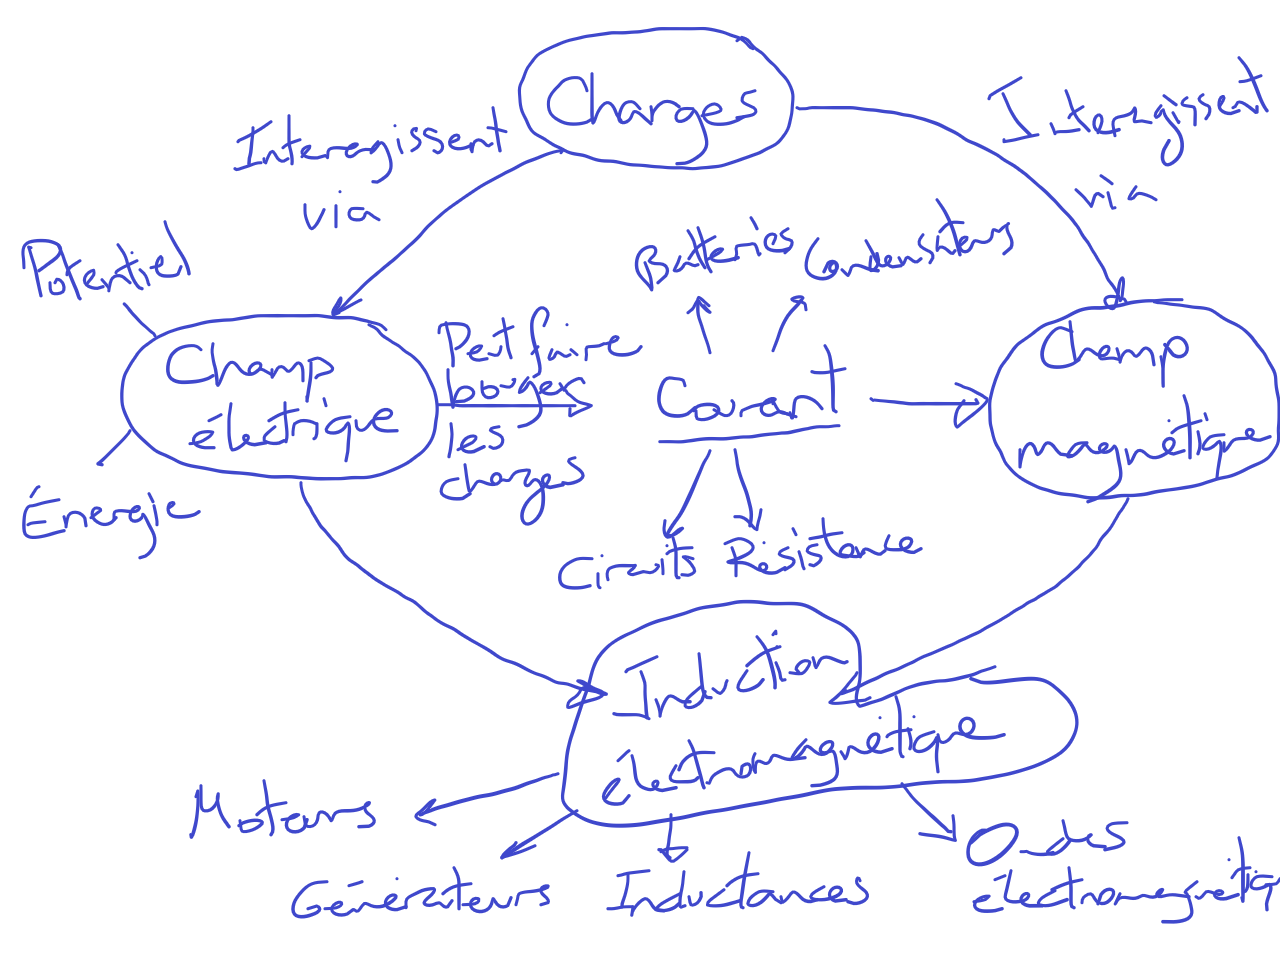 Charges
Interagissent
via
Interagissent
via
Potentiel
Batteries
Condensateurs
Champ
électrique
Peut faire
bouger
les
charges
Courant
Champ
magnétique
Énergie
Circuits
Résistance
Induction
électromagnétique
Moteurs
Générateurs
Inductances
Ondes
électromagnétiq